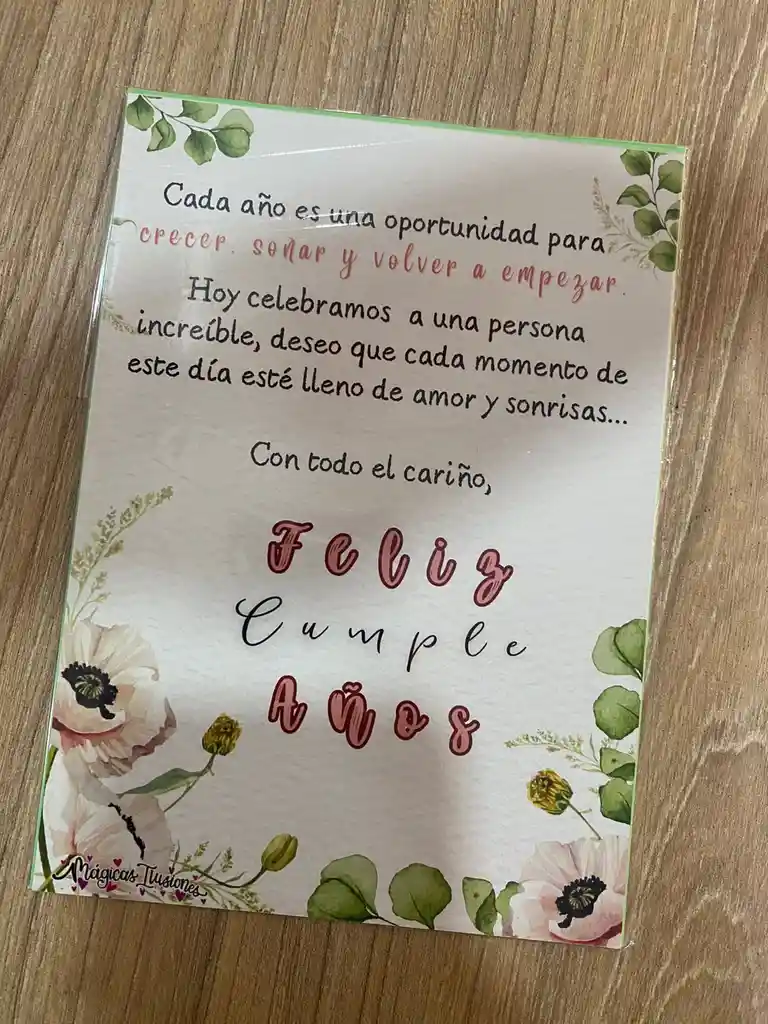 Cada año es una oportunidad para
crecer, soñar y volver a empezar.
Hoy celebramos a una persona
increíble, deseo que cada momento de
este día esté lleno de amor y sonrisas...
Con todo el cariño,
Feliz
Cumple
Años
Mágicas Ilusiones